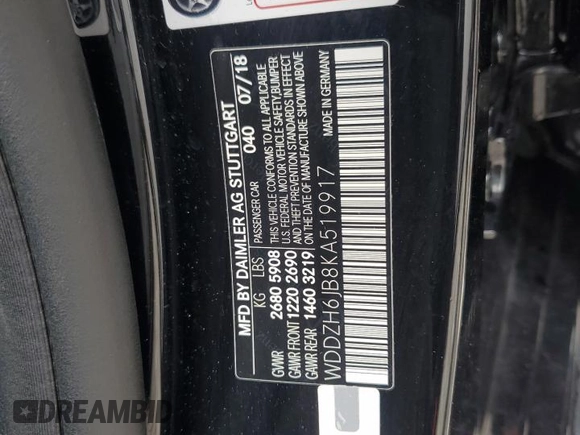 MFD BY DAIMLER AG STUTTGART
040 07/18
KG LBS PASSENGER CAR
GVWR 2680 5908
GAWR FRONT 1220 2690
GAWR REAR 1460 3219
THIS VEHICLE CONFORMS TO ALL APPLICABLE
U.S. FEDERAL MOTOR VEHICLE SAFETY, BUMPER,
AND THEFT PREVENTION STANDARDS IN EFFECT
ON THE DATE OF MANUFACTURE SHOWN ABOVE
WDDZH6JB8KA519917 MADE IN GERMANY
DREAMBID